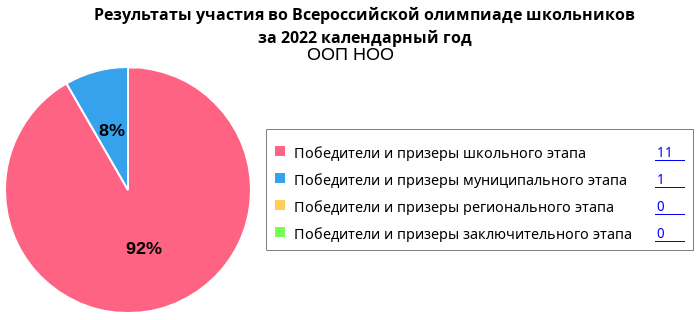 Результаты участия во Всероссийской олимпиаде школьников
за 2022 календарный год
ООП НОО
8%
92%
Победители и призеры школьного этапа 11
Победители и призеры муниципального этапа 1
Победители и призеры регионального этапа 0
Победители и призеры заключительного этапа 0